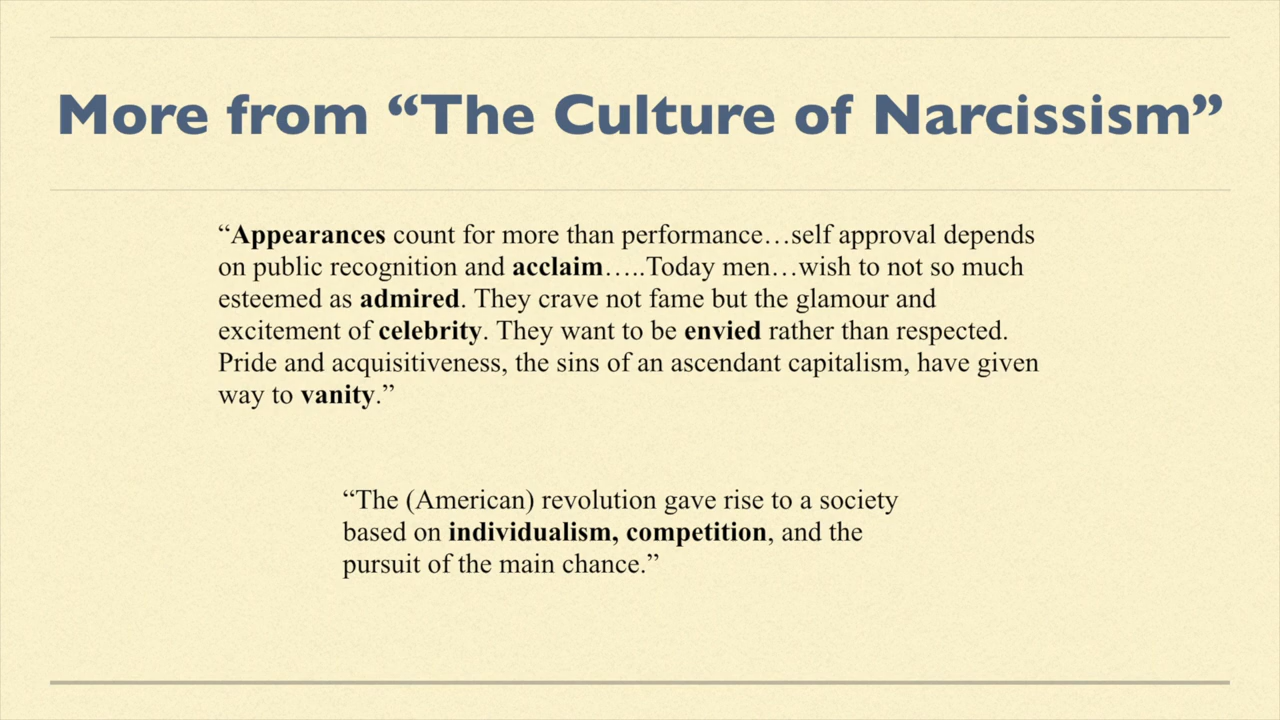 More from “The Culture of Narcissism”
“Appearances count for more than performance…self approval depends
on public recognition and acclaim…..Today men…wish to not so much
esteemed as admired. They crave not fame but the glamour and
excitement of celebrity. They want to be envied rather than respected.
Pride and acquisitiveness, the sins of an ascendant capitalism, have given
way to vanity.”
“The (American) revolution gave rise to a society
based on individualism, competition, and the
pursuit of the main chance.”